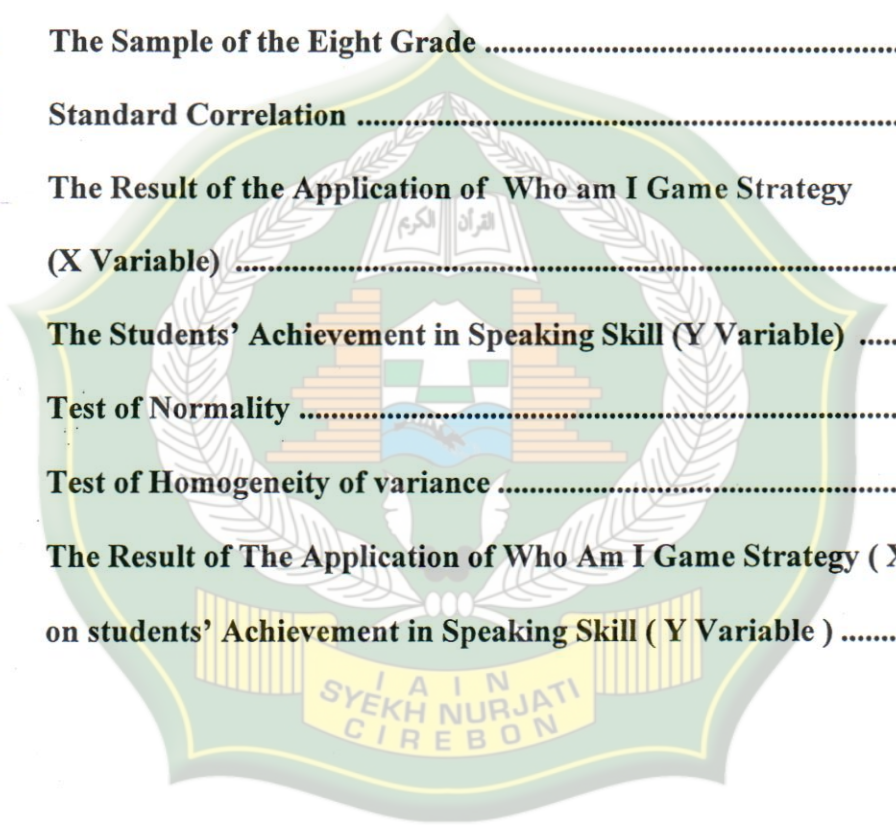 The Sample of the Eight Grade ........................................................
Standard Correlation ........................................................................
The Result of the Application of  Who am I Game Strategy
(X Variable) ........................................................................................
The Students’ Achievement in Speaking Skill (Y Variable) .....
Test of Normality ..............................................................................
Test of Homogeneity of variance .....................................................
The Result of The Application of Who Am I Game Strategy ( X
on students’ Achievement in Speaking Skill ( Y Variable ) .......
القرآن الكريم
I A I N
SYEKH NURJATI
CIREBON